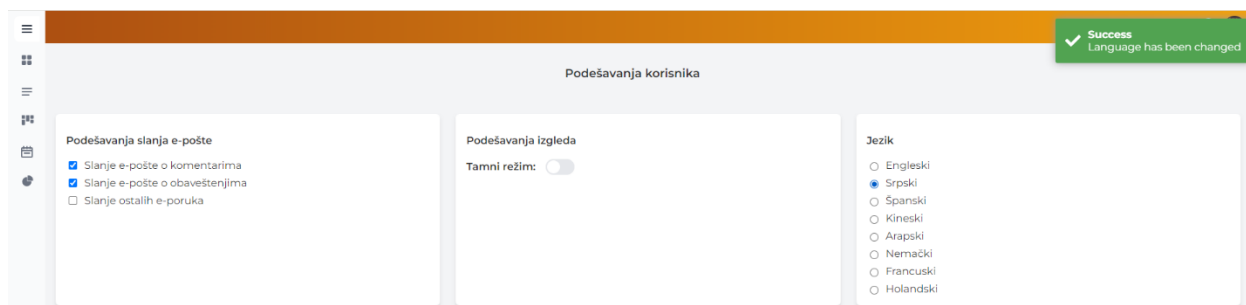 Success
Language has been changed
Podešavanja korisnika
Podešavanja slanja e-pošte
Slanje e-pošte o komentarima
Slanje e-pošte o obaveštenjima
Slanje ostalih e-poruka
Podešavanja izgleda
Tamni režim:
Jezik
Engleski
Srpski
Španski
Kineski
Arapski
Nemački
Francuski
Holandski